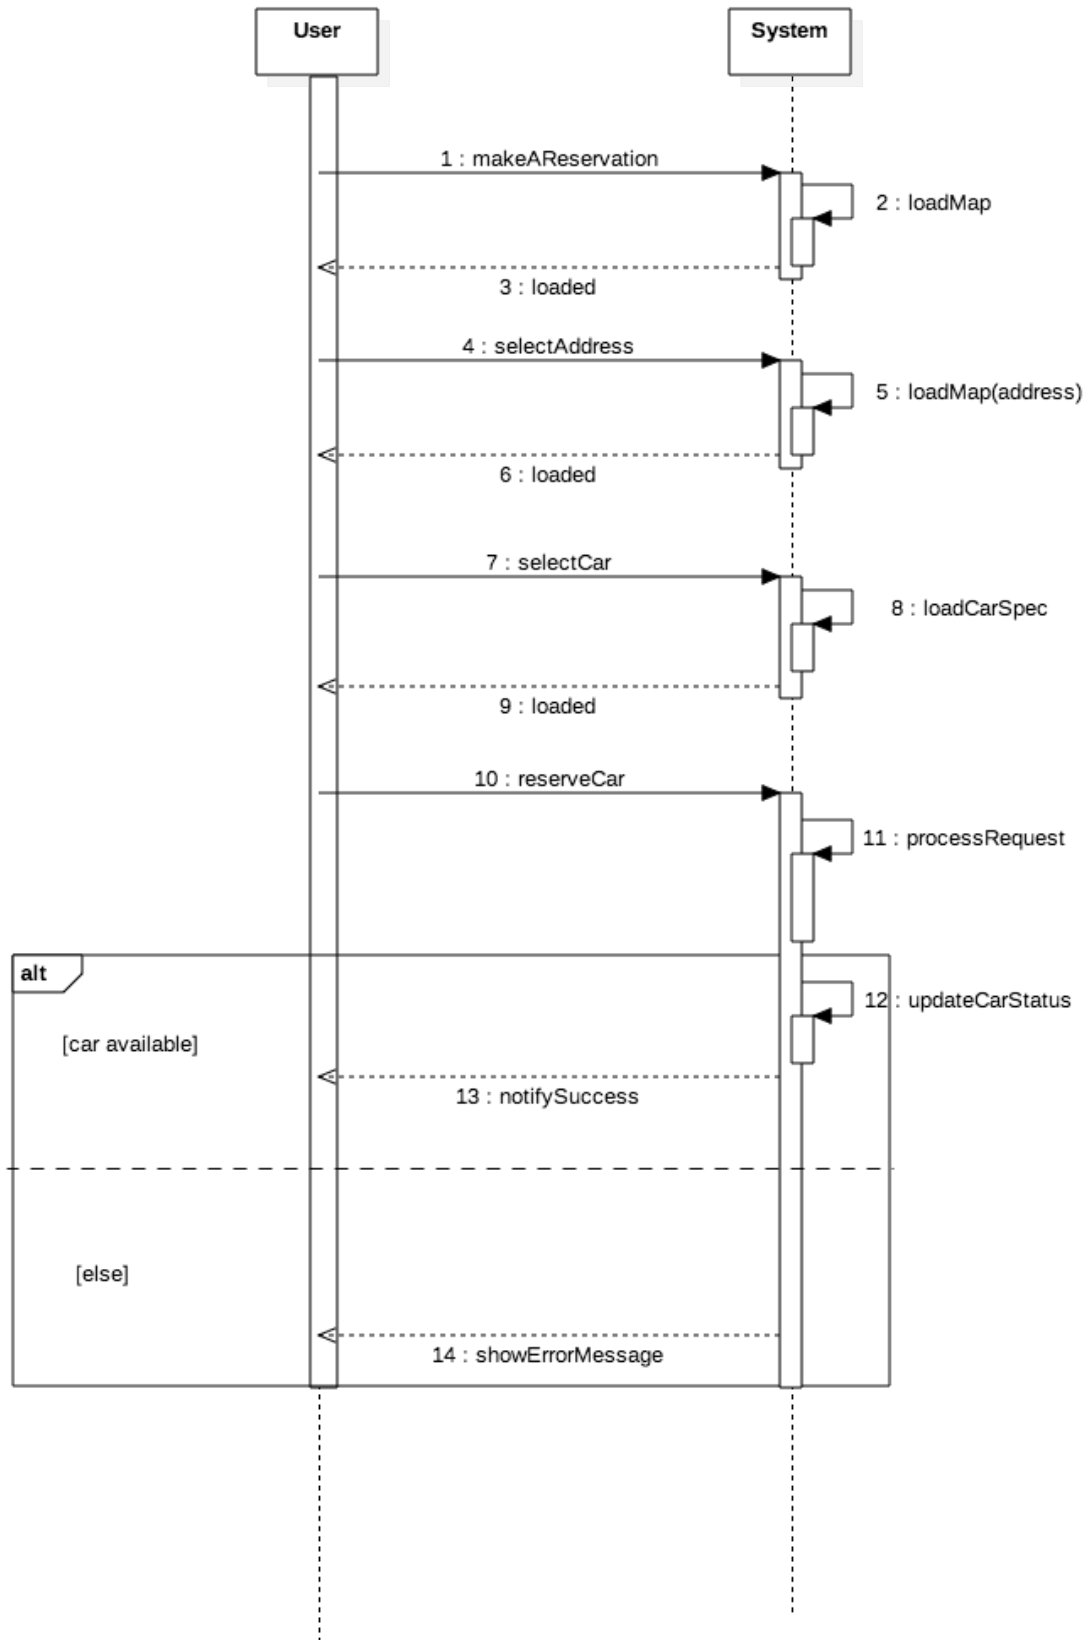 User
System
1 : makeAReservation
2 : loadMap
3 : loaded
4 : selectAddress
5 : loadMap(address)
6 : loaded
7 : selectCar
8 : loadCarSpec
9 : loaded
10 : reserveCar
11 : processRequest
alt
12 : updateCarStatus
[car available]
13 : notifySuccess
[else]
14 : showErrorMessage